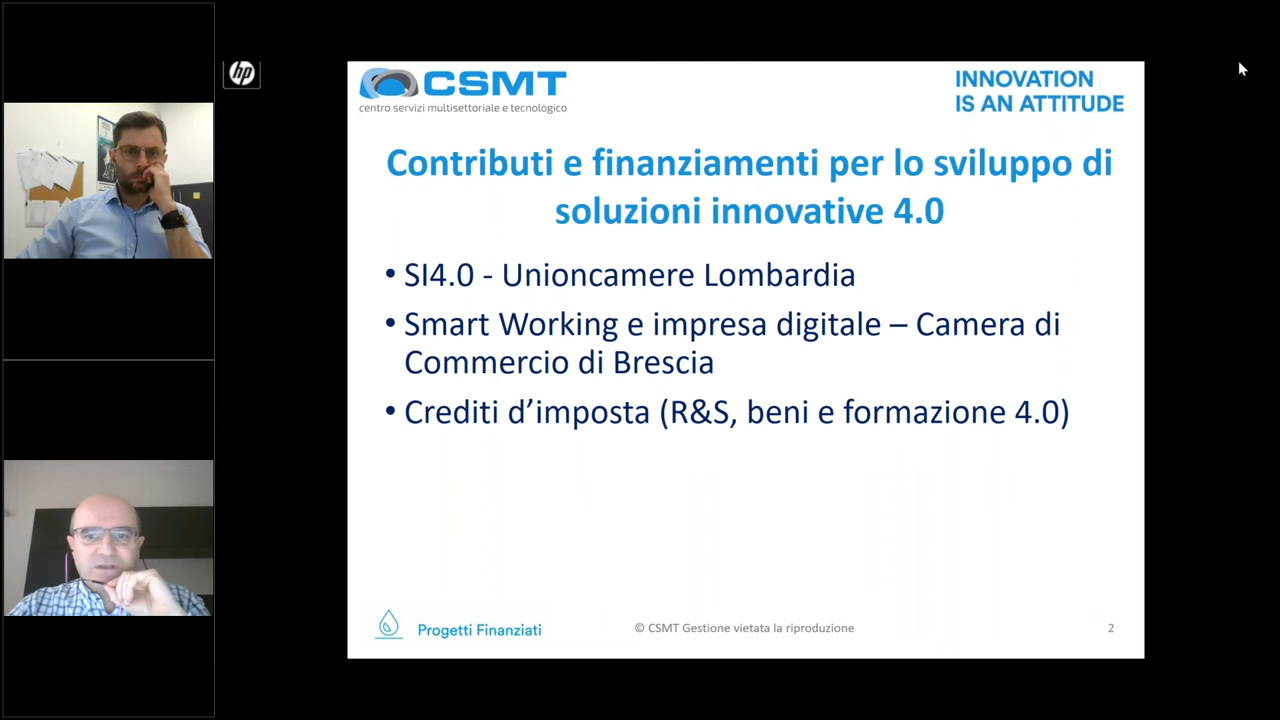 hp
CSMT
centro servizi multisettoriale e tecnologico
INNOVATION
IS AN ATTITUDE
Contributi e finanziamenti per lo sviluppo di
soluzioni innovative 4.0
• SI4.0 - Unioncamere Lombardia
• Smart Working e impresa digitale – Camera di
Commercio di Brescia
• Crediti d’imposta (R&S, beni e formazione 4.0)
Progetti Finanziati
© CSMT Gestione vietata la riproduzione
2